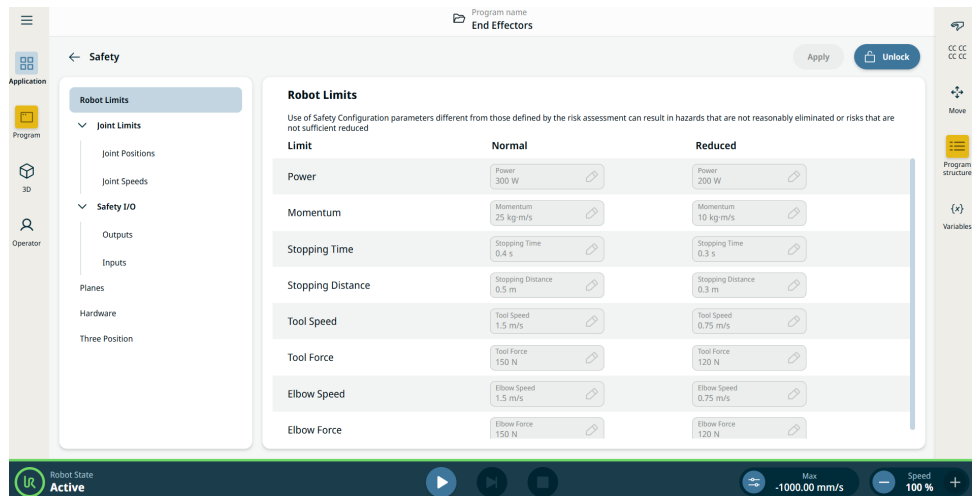 Program name
End Effectors
Application
Program
3D
Operator
Safety
Apply
Unlock
Robot Limits
Joint Limits
Joint Positions
Joint Speeds
Safety I/O
Outputs
Inputs
Planes
Hardware
Three Position
Robot Limits
Use of Safety Configuration parameters different from those defined by the risk assessment can result in hazards that are not reasonably eliminated or risks that are
not sufficient reduced
Limit Normal Reduced
Power
Power
300 W
Power
200 W
Momentum
Momentum
25 kg·m/s
Momentum
10 kg·m/s
Stopping Time
Stopping Time
0.4 s
Stopping Time
0.3 s
Stopping Distance
Stopping Distance
0.5 m
Stopping Distance
0.3 m
Tool Speed
Tool Speed
1.5 m/s
Tool Speed
0.75 m/s
Tool Force
Tool Force
150 N
Tool Force
120 N
Elbow Speed
Elbow Speed
1.5 m/s
Elbow Speed
0.75 m/s
Elbow Force
Elbow Force
150 N
Elbow Force
120 N
CC CC
CC CC
Move
Program
structure
{x}
Variables
UR
Robot State
Active
Max
-1000.00 mm/s
Speed
100 %